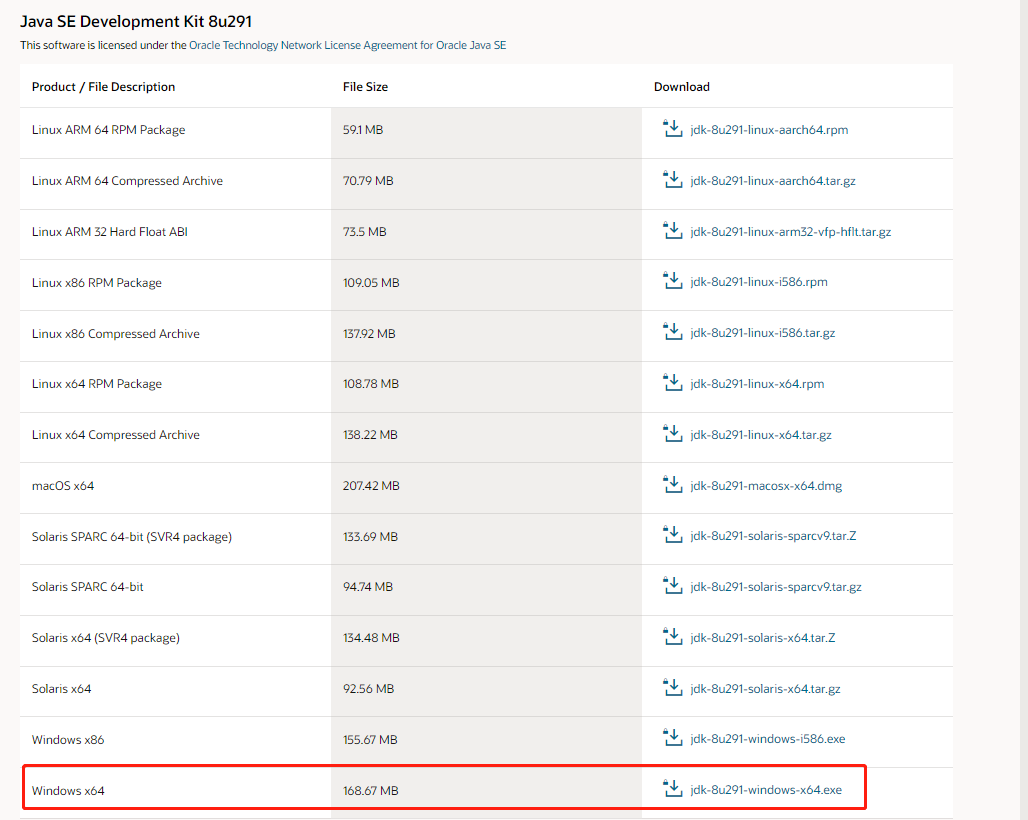 Java SE Development Kit 8u291
This software is licensed under the Oracle Technology Network License Agreement for Oracle Java SE
Product / File Description File Size Download
Linux ARM 64 RPM Package 59.1 MB jdk-8u291-linux-aarch64.rpm
Linux ARM 64 Compressed Archive 70.79 MB jdk-8u291-linux-aarch64.tar.gz
Linux ARM 32 Hard Float ABI 73.5 MB jdk-8u291-linux-arm32-vfp-hflt.tar.gz
Linux x86 RPM Package 109.05 MB jdk-8u291-linux-i586.rpm
Linux x86 Compressed Archive 137.92 MB jdk-8u291-linux-i586.tar.gz
Linux x64 RPM Package 108.78 MB jdk-8u291-linux-x64.rpm
Linux x64 Compressed Archive 138.22 MB jdk-8u291-linux-x64.tar.gz
macOS x64 207.42 MB jdk-8u291-macosx-x64.dmg
Solaris SPARC 64-bit (SVR4 package) 133.69 MB jdk-8u291-solaris-sparcv9.tar.Z
Solaris SPARC 64-bit 94.74 MB jdk-8u291-solaris-sparcv9.tar.gz
Solaris x64 (SVR4 package) 134.48 MB jdk-8u291-solaris-x64.tar.Z
Solaris x64 92.56 MB jdk-8u291-solaris-x64.tar.gz
Windows x86 155.67 MB jdk-8u291-windows-i586.exe
Windows x64 168.67 MB jdk-8u291-windows-x64.exe